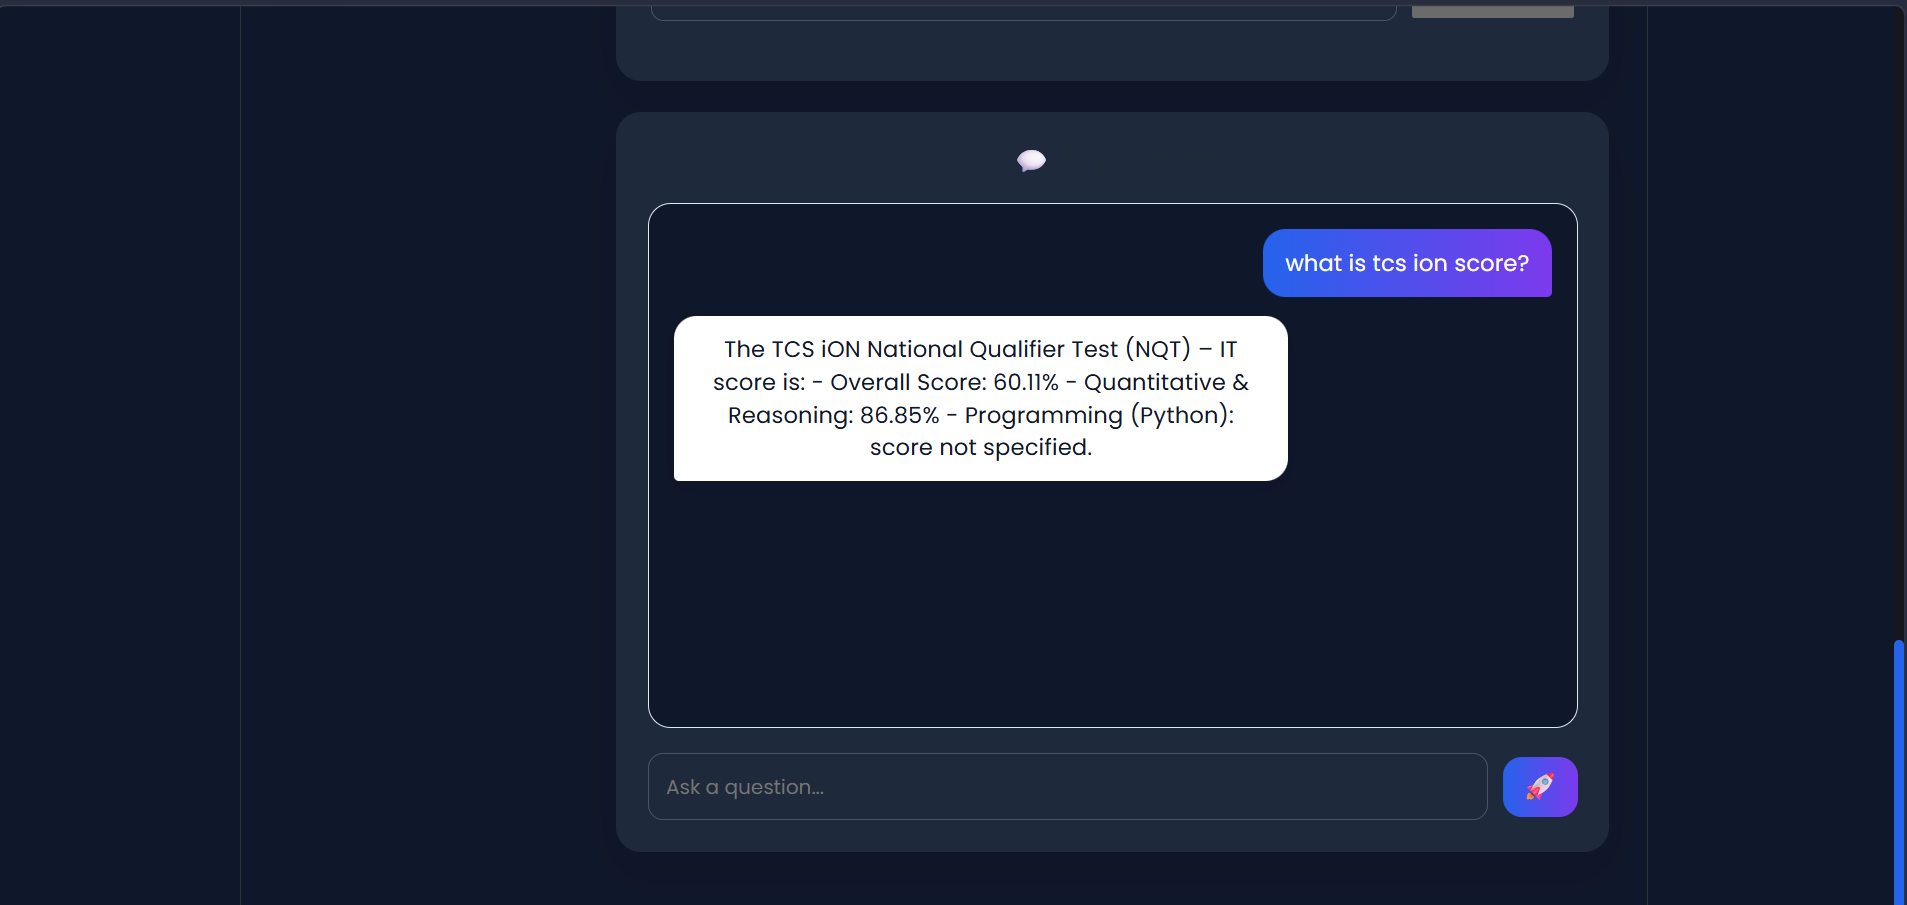 what is tcs ion score?
The TCS iON National Qualifier Test (NQT) – IT
score is: - Overall Score: 60.11% - Quantitative &
Reasoning: 86.85% - Programming (Python):
score not specified.
Ask a question...